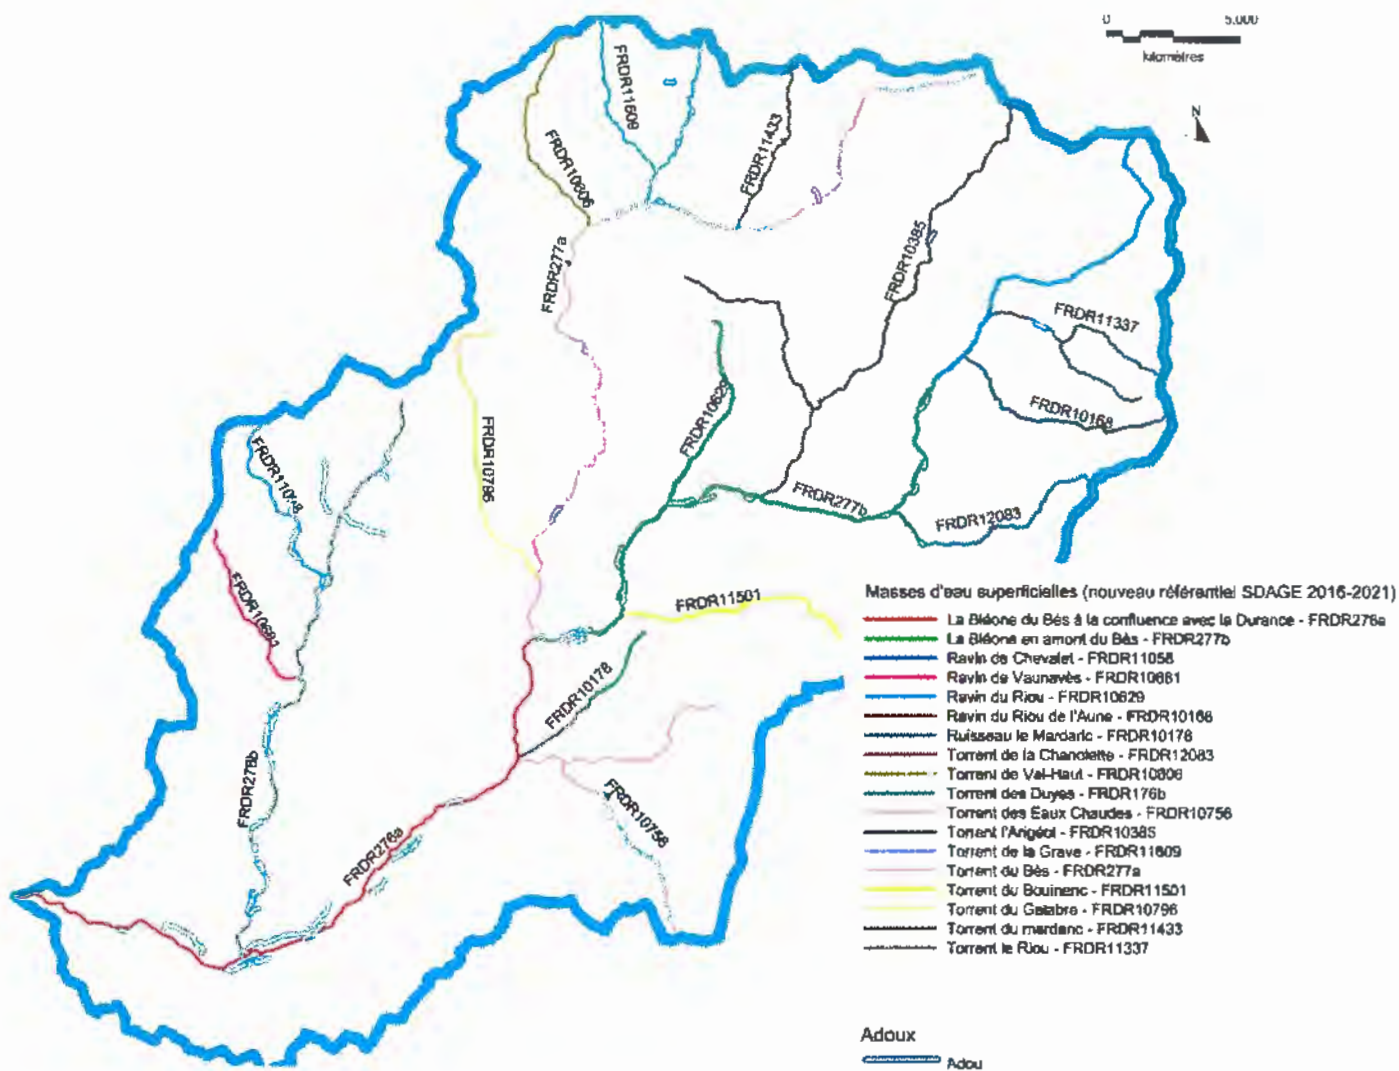 0 5.000
kilomètres
N
FRDR11609
FRDR10606
FRDR11433
FRDR277a
FRDR10385
FRDR11337
FRDR10168
FRDR10629
FRDR10796
FRDR277b
FRDR12083
FRDR10681
FRDR11501
FRDR10178
FRDR276b
FRDR276a
FRDR10756
Masses d'eau superficielles (nouveau référentiel SDAGE 2016-2021)
La Bléone du Bès à la confluence avec la Durance - FRDR276a
La Bléone en amont du Bès - FRDR277b
Ravin de Chevalet - FRDR11058
Ravin de Vaunavès - FRDR10681
Ravin du Riou - FRDR10629
Ravin du Riou de l'Aune - FRDR10168
Ruisseau le Mardaric - FRDR10178
Torrent de la Chanolette - FRDR12083
Torrent de Val-Haut - FRDR10606
Torrent des Duyes - FRDR176b
Torrent des Eaux Chaudes - FRDR10756
Torrent l'Arigéol - FRDR10385
Torrent de la Grave - FRDR11609
Torrent du Bès - FRDR277a
Torrent du Bouinenc - FRDR11501
Torrent du Galabre - FRDR10796
Torrent du mardanc - FRDR11433
Torrent le Riou - FRDR11337
Adoux
Adou